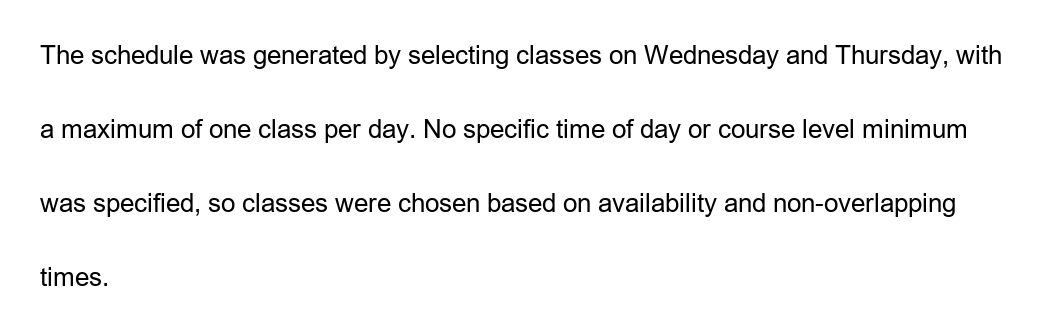 The schedule was generated by selecting classes on Wednesday and Thursday, with
a maximum of one class per day. No specific time of day or course level minimum
was specified, so classes were chosen based on availability and non-overlapping
times.